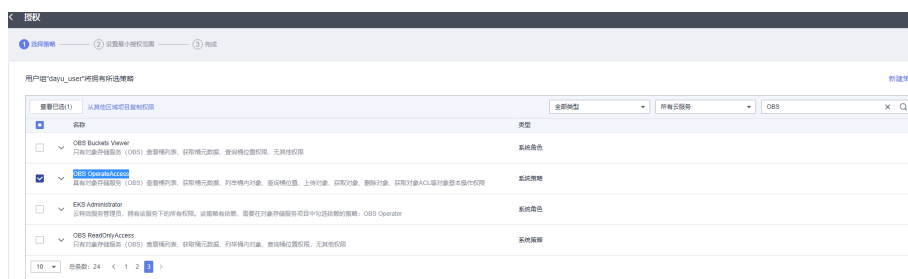 授权
1 选择策略 2 设置最小授权范围 3 完成
用户组"dayu_user"将拥有所选策略 新建策
查看已选(1) 从其他区域项目复制权限 全部类型 所有云服务 OBS
名称 类型
OBS Buckets Viewer
只有对象存储服务（OBS）查看桶列表、获取桶元数据、查询桶位置权限，无其他权限 系统角色
OBS OperateAccess
具有对象存储服务（OBS）查看桶列表、获取桶元数据、列举桶内对象、查询桶位置、上传对象、获取对象、删除对象、获取对象ACL等对象基本操作权限 系统策略
EKS Administrator
云特效服务管理员，拥有该服务下的所有权限。该策略有依赖，需要在对象存储服务项目中勾选依赖的策略：OBS Operator 系统角色
OBS ReadOnlyAccess
只有对象存储服务（OBS）查看桶列表、获取桶元数据、列举桶内对象、查询桶位置权限，无其他权限 系统策略
10 总条数: 24 < 1 2 3 >